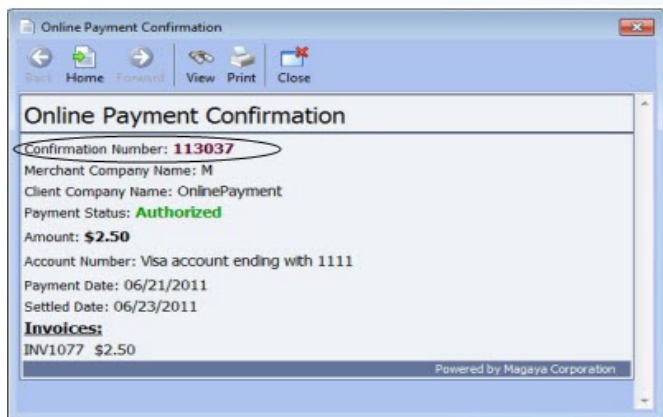 Online Payment Confirmation
Back Home Forward View Print Close
Online Payment Confirmation
Confirmation Number: 113037
Merchant Company Name: M
Client Company Name: OnlinePayment
Payment Status: Authorized
Amount: $2.50
Account Number: Visa account ending with 1111
Payment Date: 06/21/2011
Settled Date: 06/23/2011
Invoices:
INV1077 $2.50
Powered by Magaya Corporation